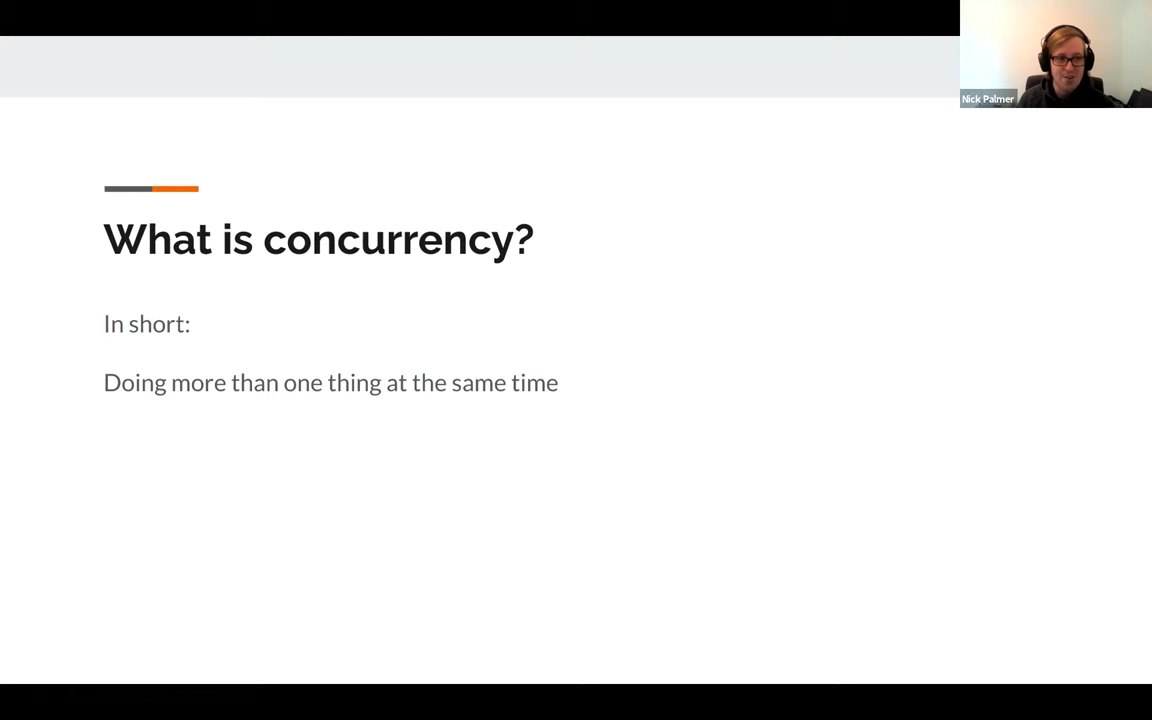 Nick Palmer
What is concurrency?
In short:
Doing more than one thing at the same time